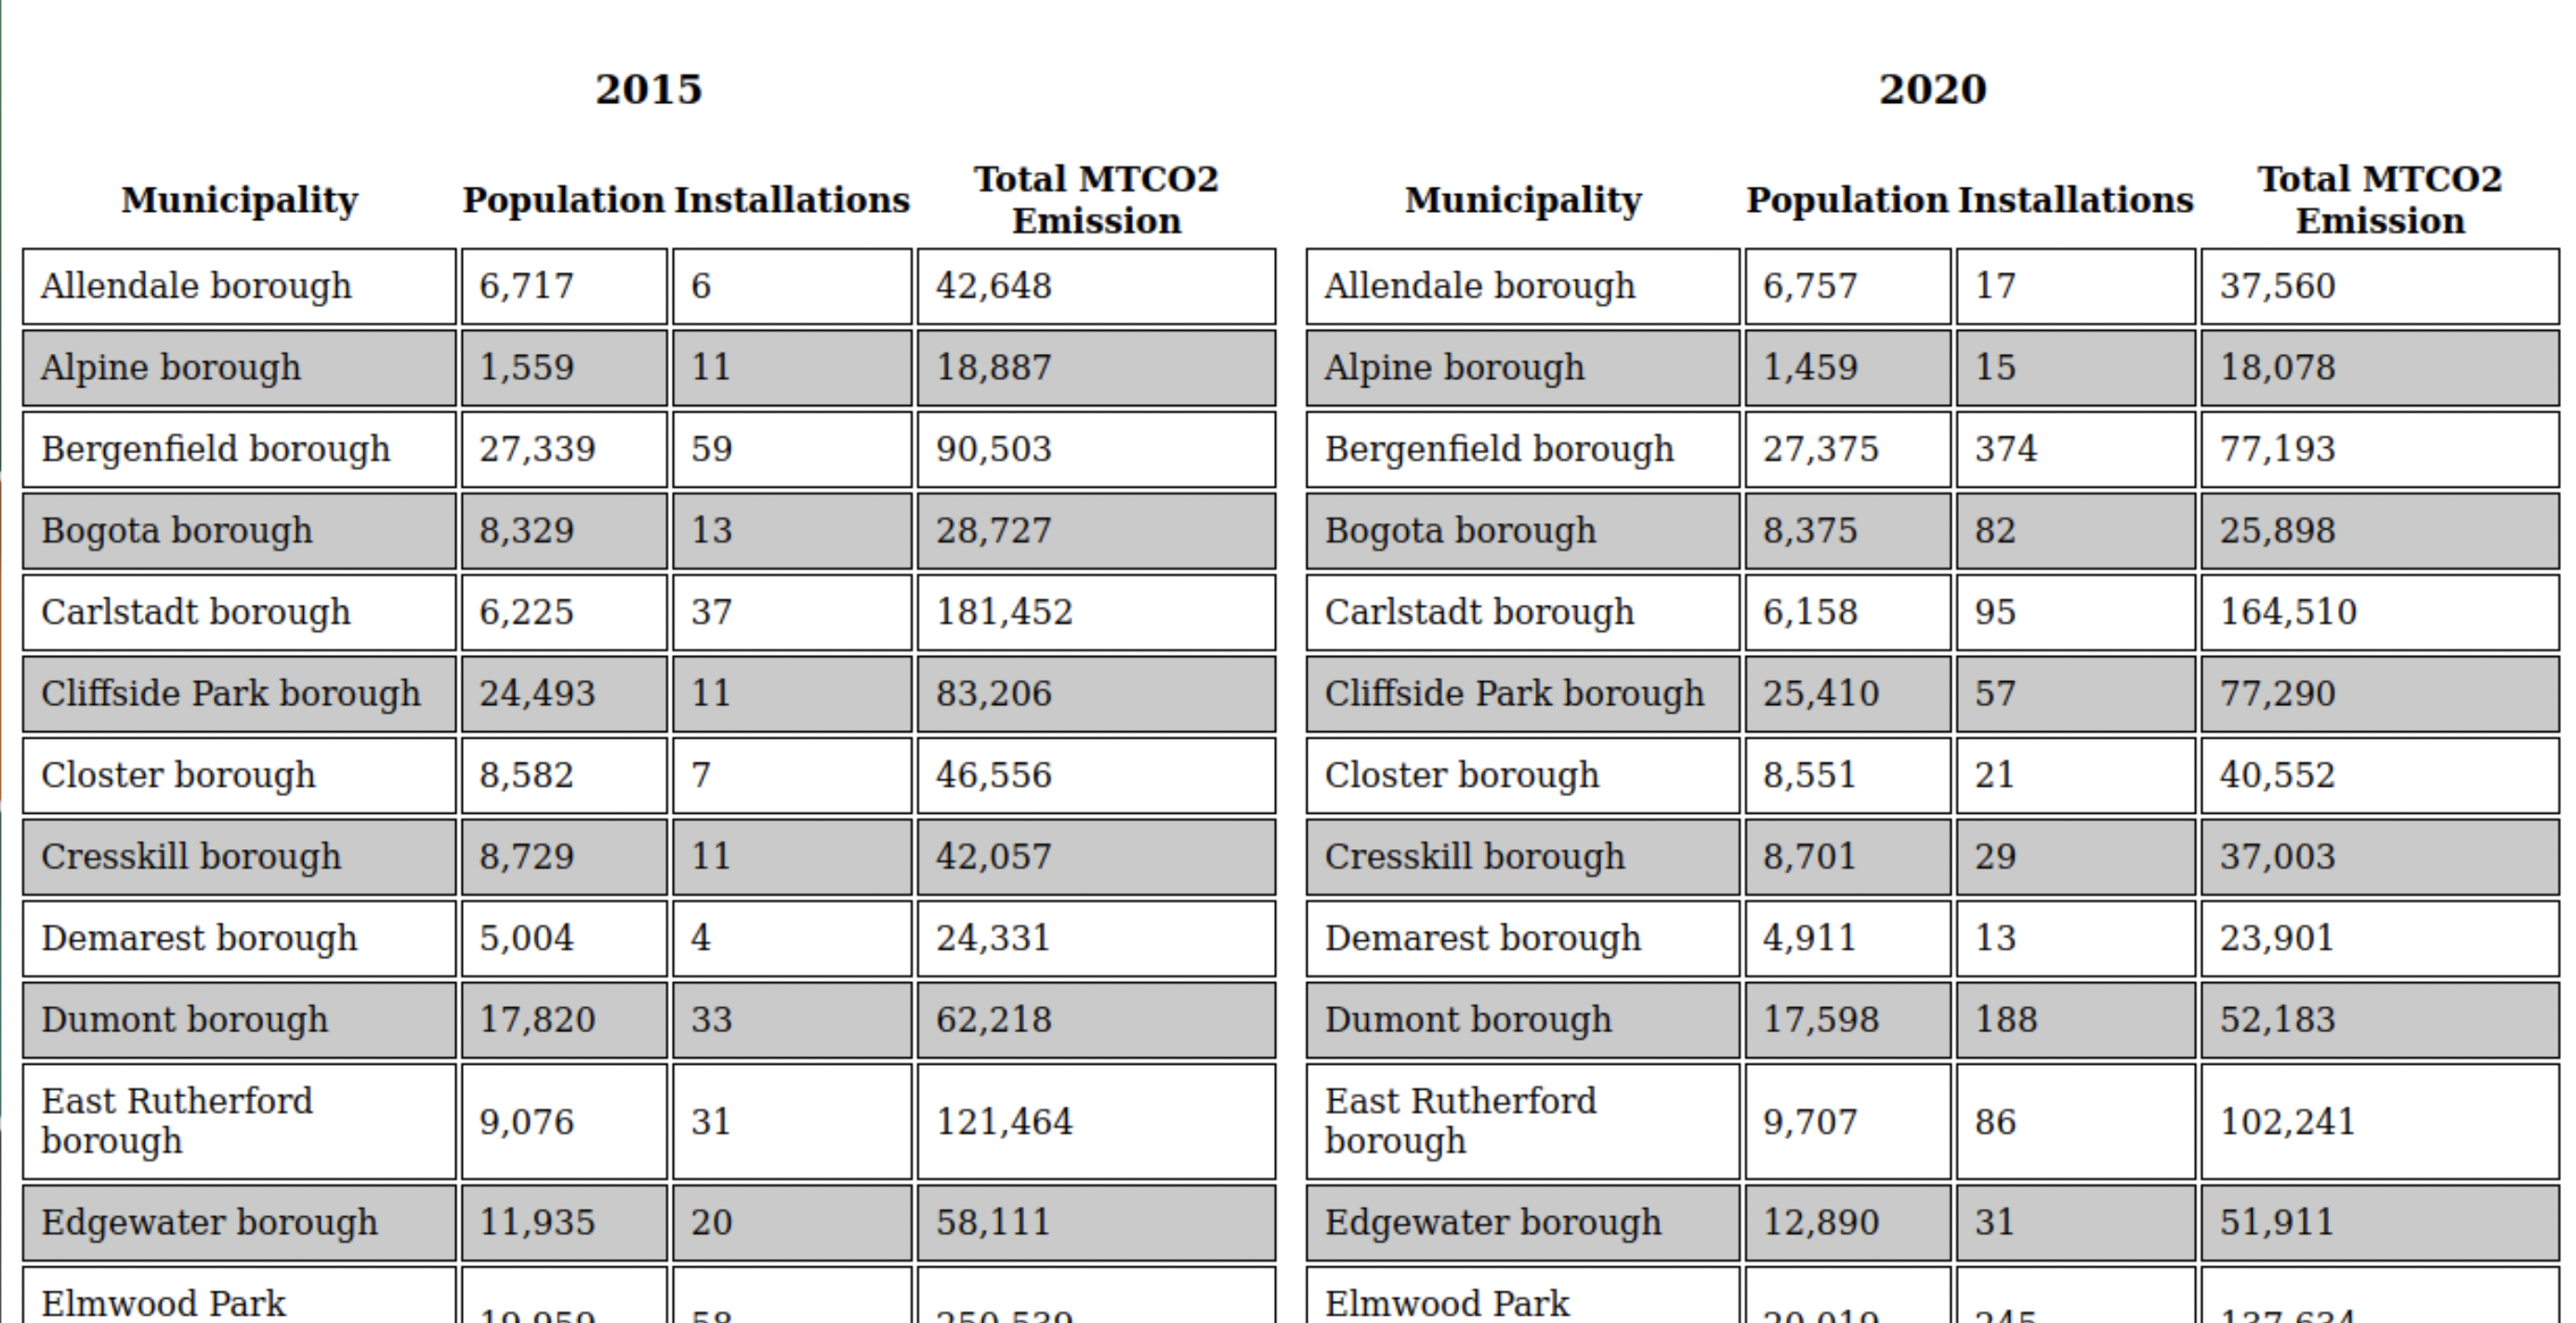 2015
Municipality Population Installations Total MTCO2 Emission
Allendale borough 6,717 6 42,648
Alpine borough 1,559 11 18,887
Bergenfield borough 27,339 59 90,503
Bogota borough 8,329 13 28,727
Carlstadt borough 6,225 37 181,452
Cliffside Park borough 24,493 11 83,206
Closter borough 8,582 7 46,556
Cresskill borough 8,729 11 42,057
Demarest borough 5,004 4 24,331
Dumont borough 17,820 33 62,218
East Rutherford borough 9,076 31 121,464
Edgewater borough 11,935 20 58,111
Elmwood Park
2020
Municipality Population Installations Total MTCO2 Emission
Allendale borough 6,757 17 37,560
Alpine borough 1,459 15 18,078
Bergenfield borough 27,375 374 77,193
Bogota borough 8,375 82 25,898
Carlstadt borough 6,158 95 164,510
Cliffside Park borough 25,410 57 77,290
Closter borough 8,551 21 40,552
Cresskill borough 8,701 29 37,003
Demarest borough 4,911 13 23,901
Dumont borough 17,598 188 52,183
East Rutherford borough 9,707 86 102,241
Edgewater borough 12,890 31 51,911
Elmwood Park